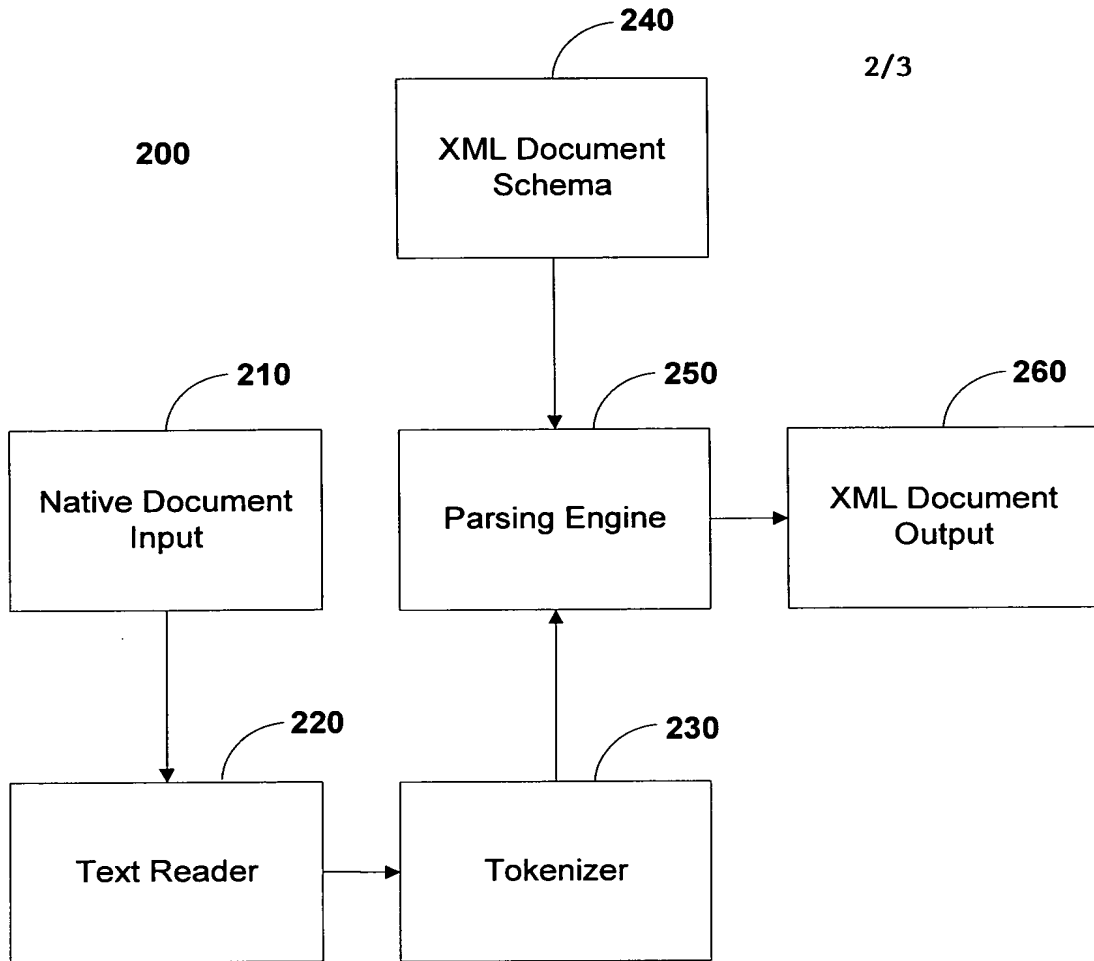 240
2/3
200
XML Document
Schema
210
250
260
Native Document
Input
Parsing Engine
XML Document
Output
220
230
Text Reader
Tokenizer